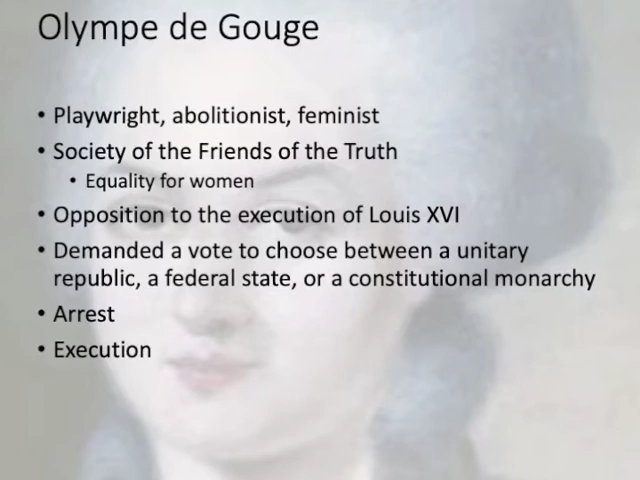 Olympe de Gouge
• Playwright, abolitionist, feminist
• Society of the Friends of the Truth
• Equality for women
• Opposition to the execution of Louis XVI
• Demanded a vote to choose between a unitary
republic, a federal state, or a constitutional monarchy
• Arrest
• Execution